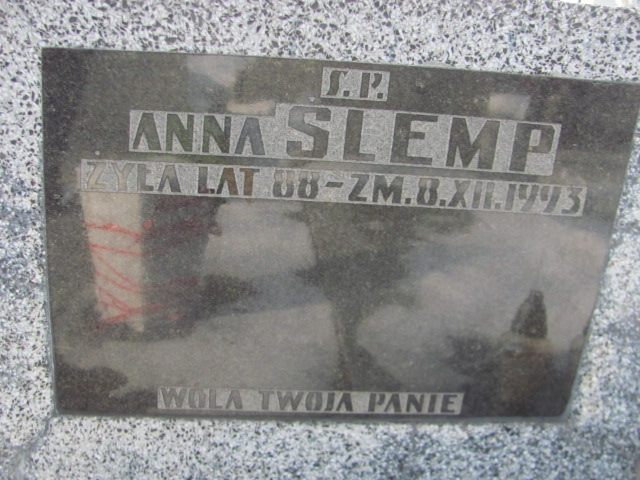 Ś.P.
ANNA SLEMP
ŻYŁA LAT 88-ZM.8.XII.1993
WOLA TWOJA PANIE